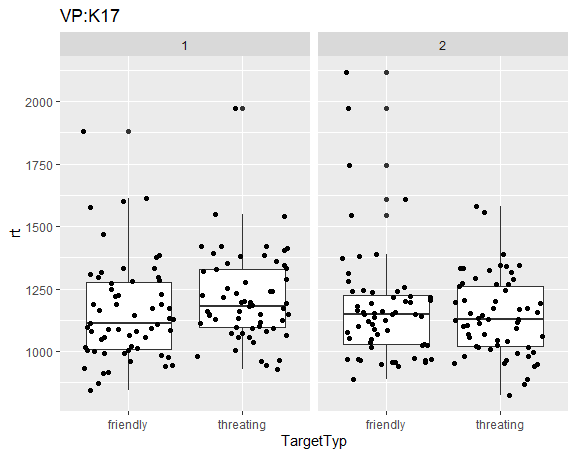 VP:K17
1 2
rt
2000
1750
1500
1250
1000
friendly threating friendly threating
TargetTyp